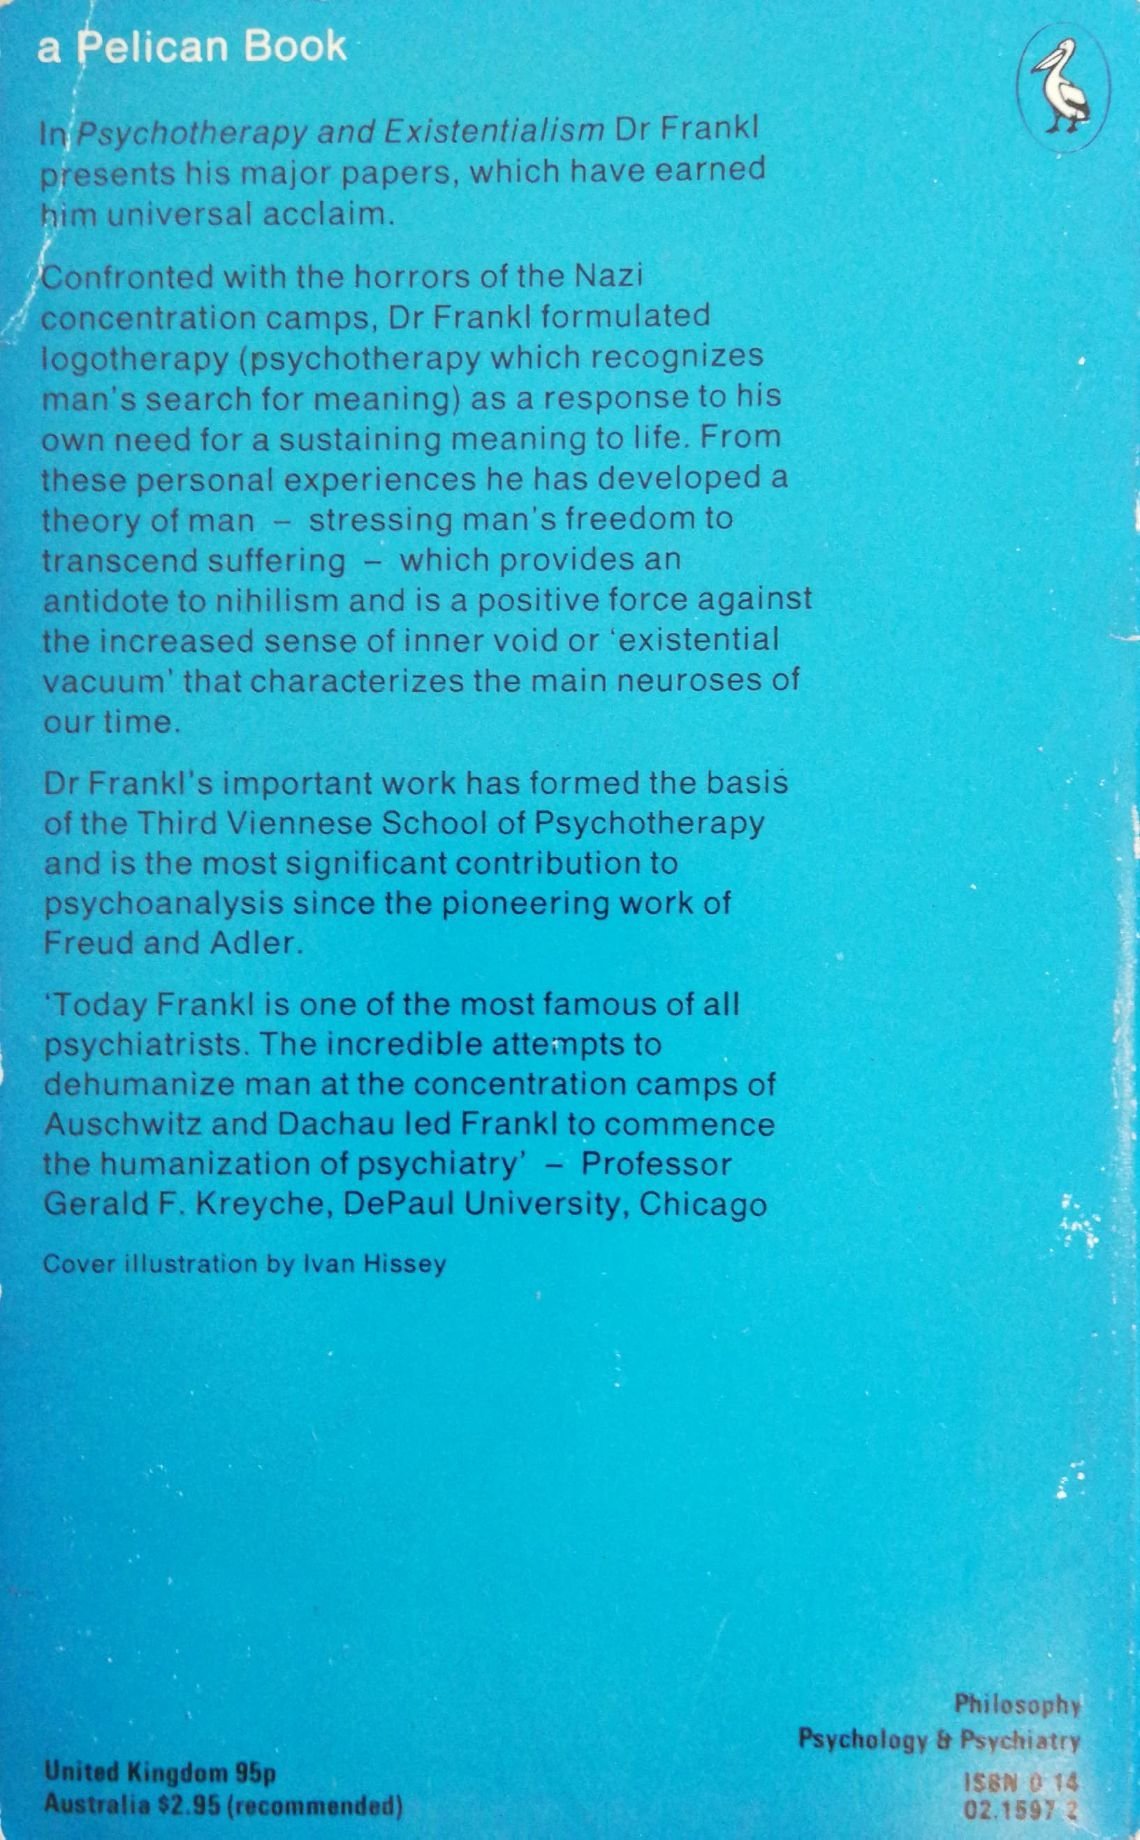 a Pelican Book
In Psychotherapy and Existentialism Dr Frankl
presents his major papers, which have earned
him universal acclaim.
Confronted with the horrors of the Nazi
concentration camps, Dr Frankl formulated
logotherapy (psychotherapy which recognizes
man's search for meaning) as a response to his
own need for a sustaining meaning to life. From
these personal experiences he has developed a
theory of man – stressing man's freedom to
transcend suffering – which provides an
antidote to nihilism and is a positive force against
the increased sense of inner void or ‘existential
vacuum’ that characterizes the main neuroses of
our time.
Dr Frankl's important work has formed the basis
of the Third Viennese School of Psychotherapy
and is the most significant contribution to
psychoanalysis since the pioneering work of
Freud and Adler.
‘Today Frankl is one of the most famous of all
psychiatrists. The incredible attempts to
dehumanize man at the concentration camps of
Auschwitz and Dachau led Frankl to commence
the humanization of psychiatry’ – Professor
Gerald F. Kreyche, DePaul University, Chicago
Cover illustration by Ivan Hissey
United Kingdom 95p
Australia $2.95 (recommended)
Philosophy
Psychology & Psychiatry
ISBN 0 14
02.1597 2